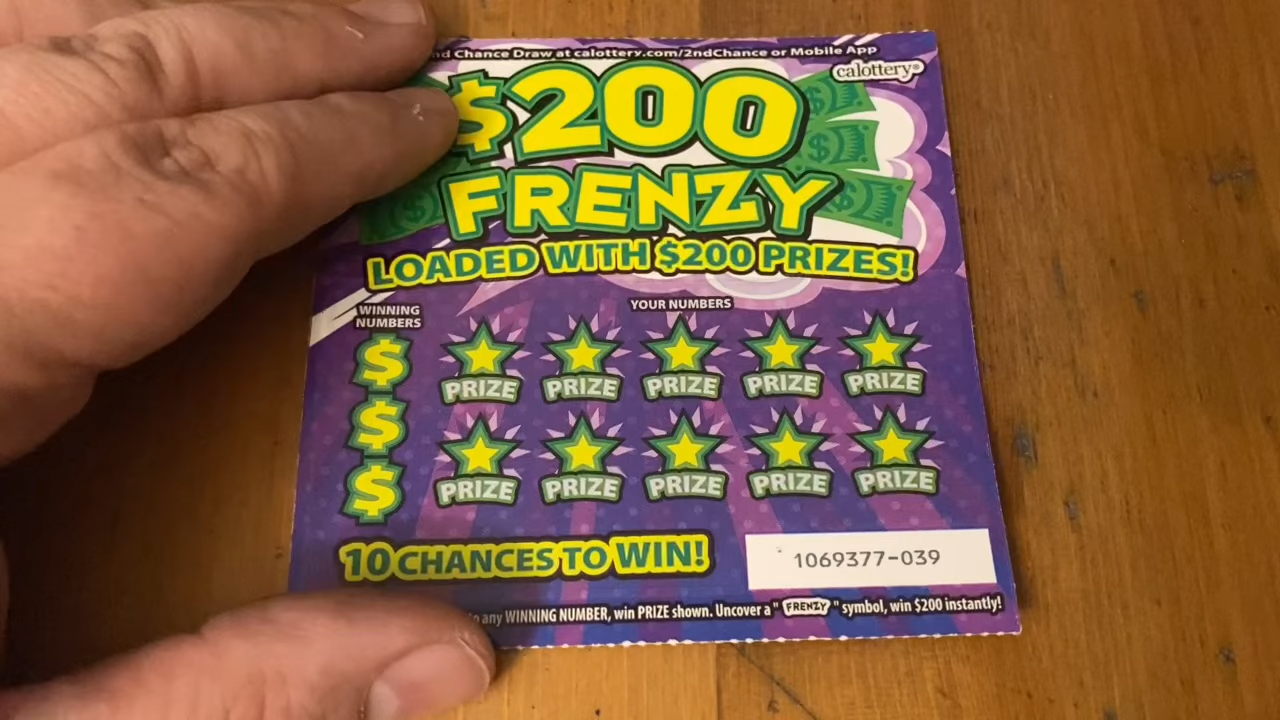 Chance Draw at calottery.com/2ndChance or Mobile App
calottery®
$200
FRENZY
LOADED WITH $200 PRIZES!
WINNING NUMBERS
YOUR NUMBERS
$
$
$
PRIZE PRIZE PRIZE PRIZE PRIZE
PRIZE PRIZE PRIZE PRIZE PRIZE
10 CHANCES TO WIN!
1069377-039
any WINNING NUMBER, win PRIZE shown. Uncover a "FRENZY" symbol, win $200 instantly!